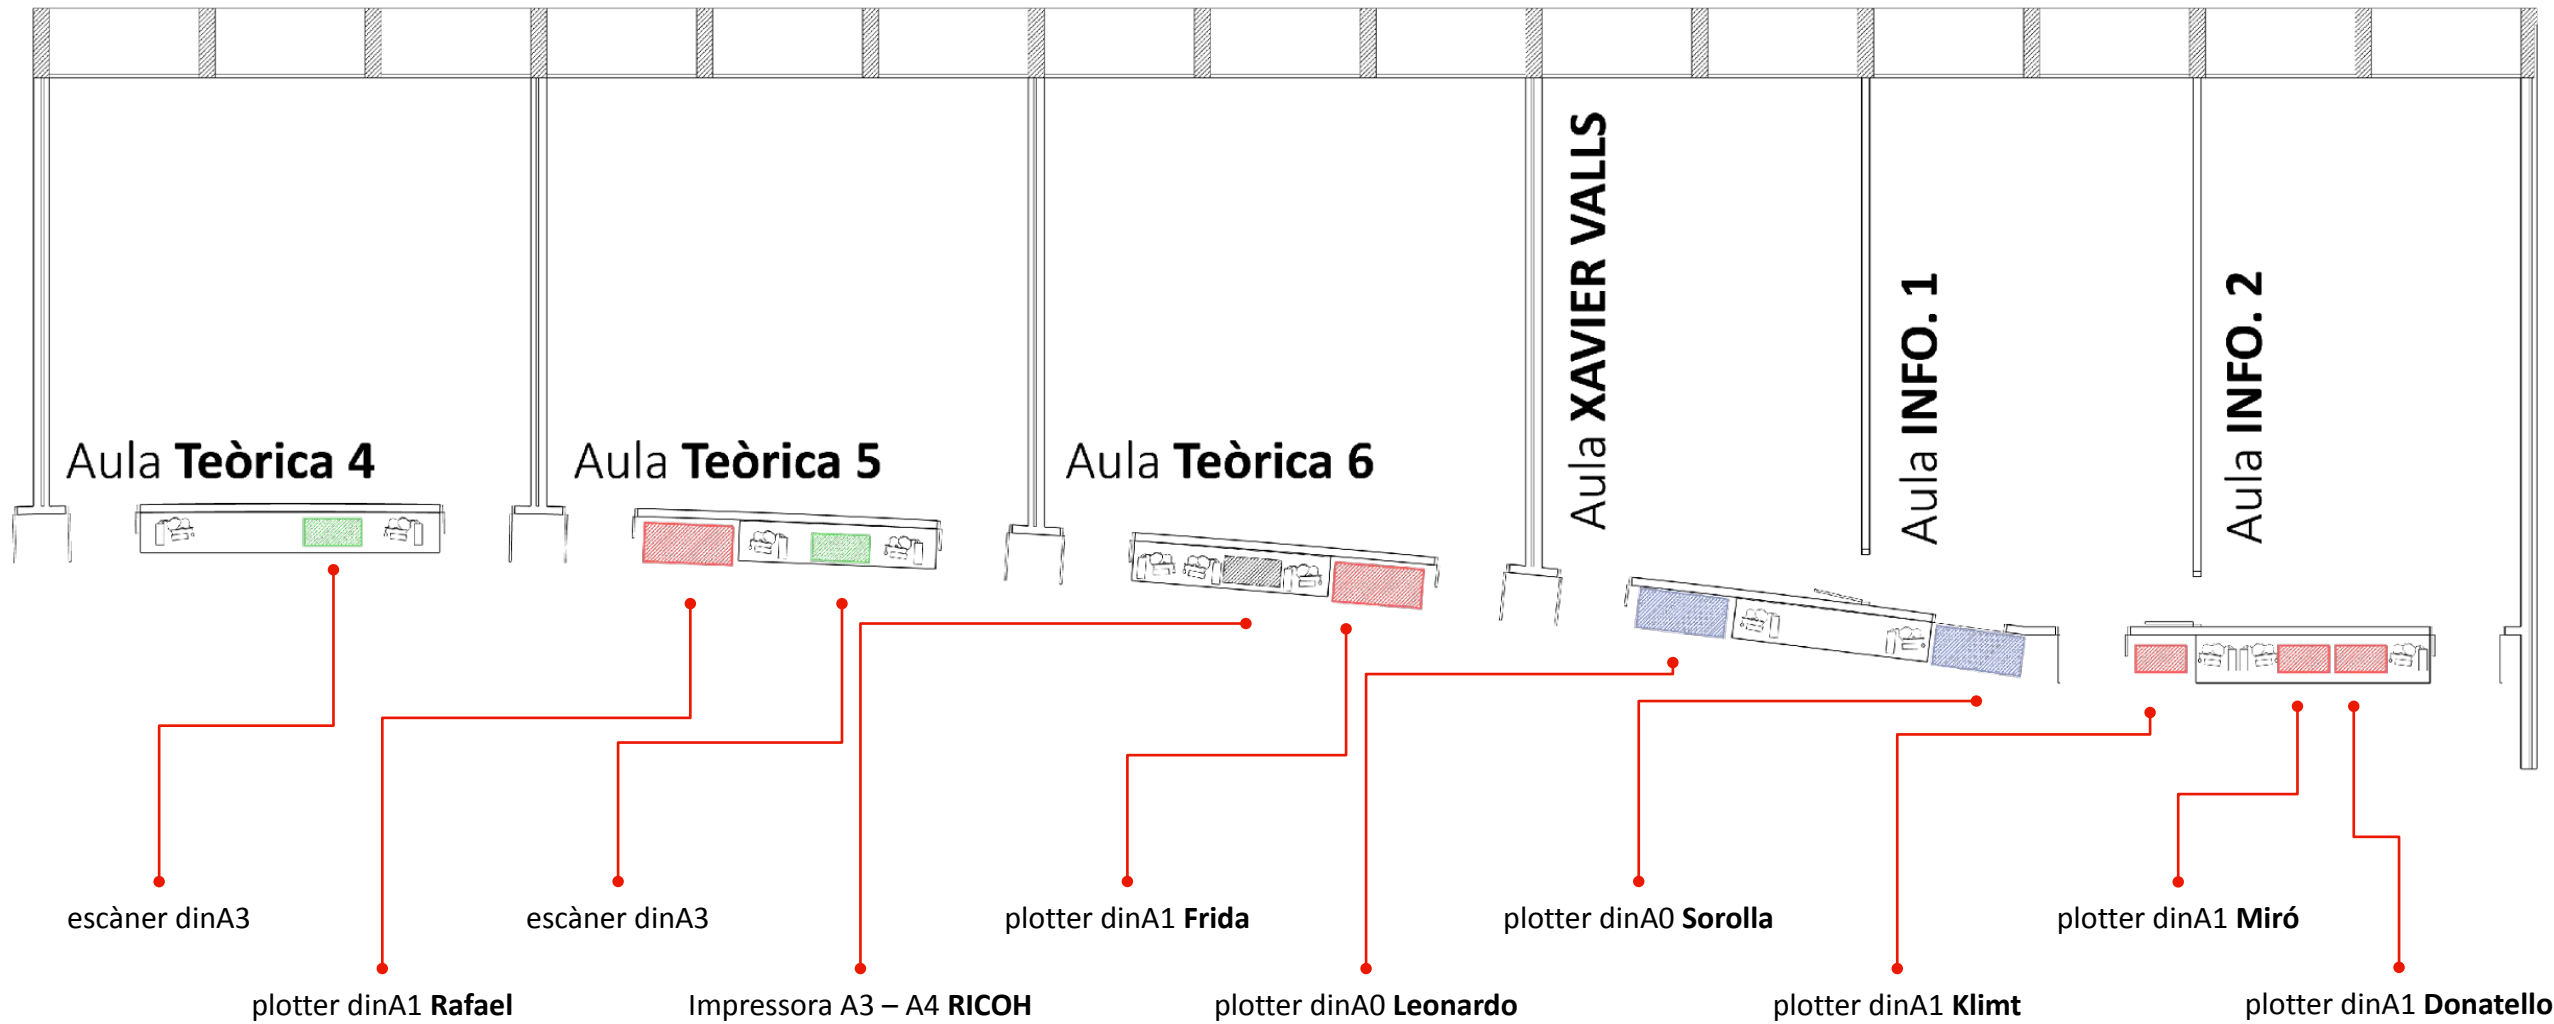 Aula Teòrica 4
Aula Teòrica 5
Aula Teòrica 6
Aula XAVIER VALLS
Aula INFO. 1
Aula INFO. 2
escàner dinA3
escàner dinA3
plotter dinA1 Frida
plotter dinA0 Sorolla
plotter dinA1 Miró
plotter dinA1 Rafael
Impressora A3 – A4 RICOH
plotter dinA0 Leonardo
plotter dinA1 Klimt
plotter dinA1 Donatello